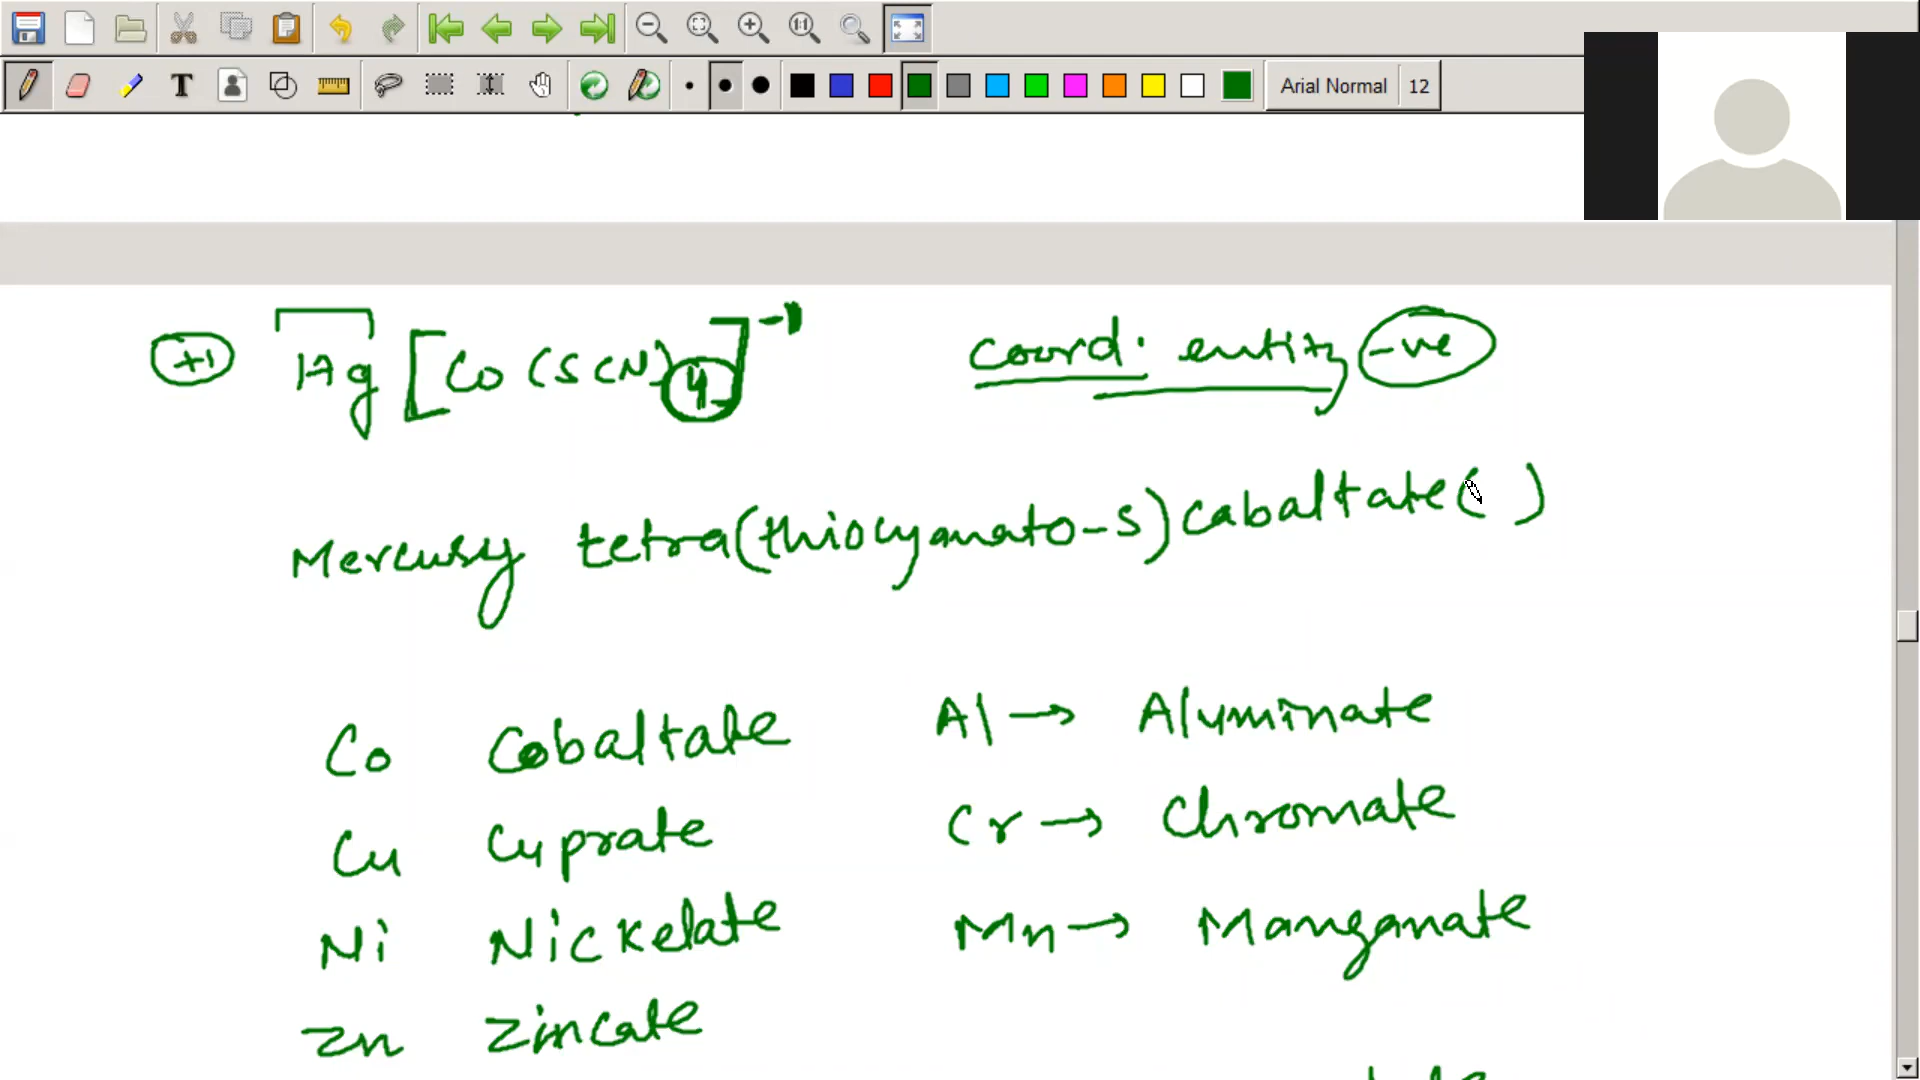 Arial Normal 12
+1 Hg [Co(SCN)4]-1 coord. entity -ve
Mercury tetra(thiocyanato-S)cabaltate( )
Co Cobaltate Al → Aluminate
Cu Cuprate Cr → Chromate
Ni Nickelate Mn → Manganate
Zn Zincate